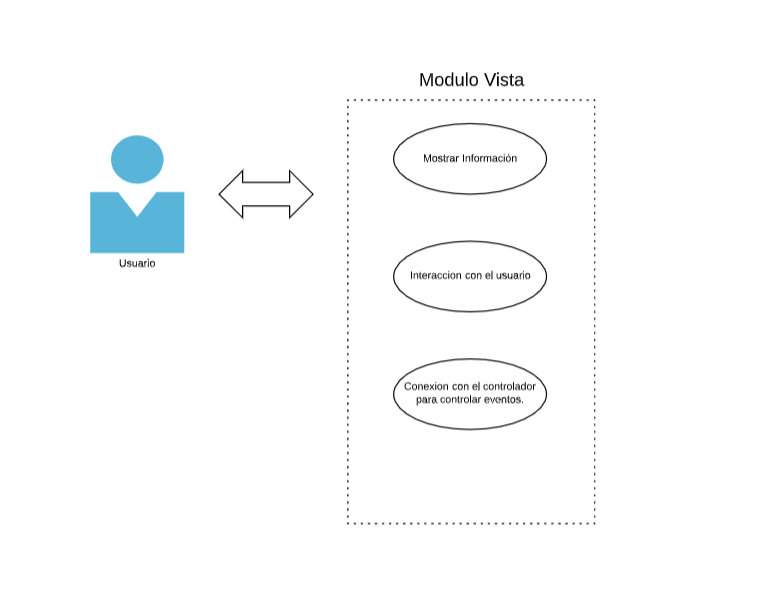 Modulo Vista
Mostrar Información
Usuario
Interaccion con el usuario
Conexion con el controlador
para controlar eventos.